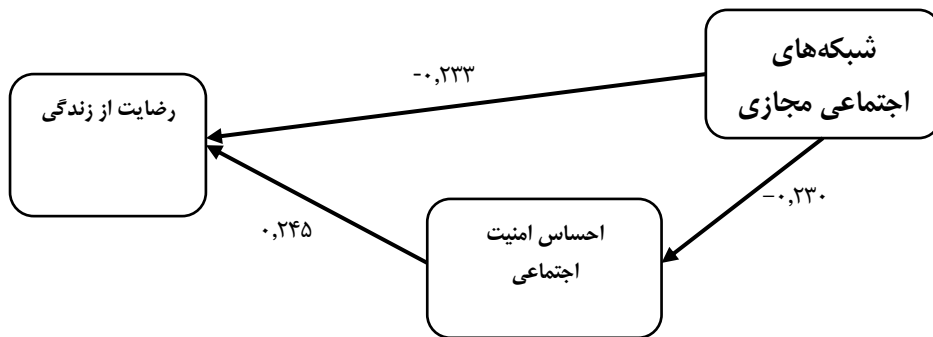 شبکه‌های
اجتماعی مجازی
-۰,۲۳۳
رضایت از زندگی
-۰,۲۳۰
۰,۲۴۵
احساس امنیت
اجتماعی